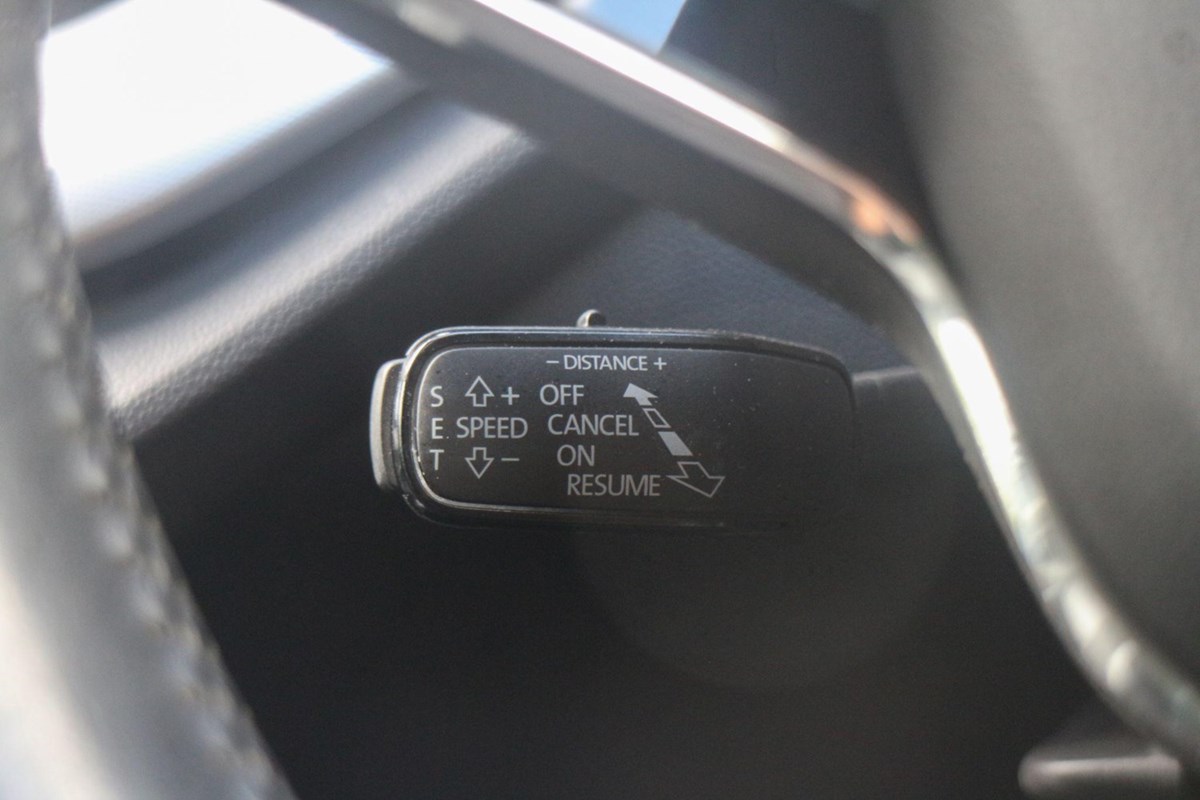 − DISTANCE +
S + OFF
E SPEED CANCEL
T − ON
RESUME